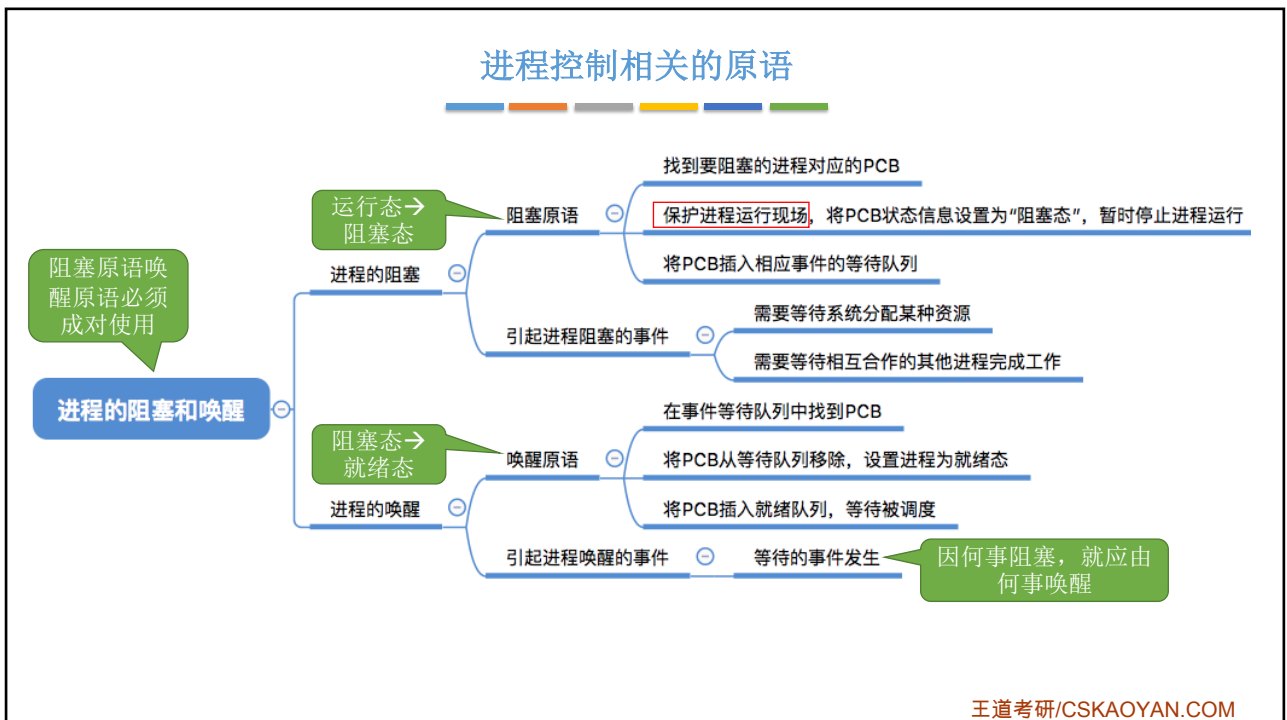 进程控制相关的原语
找到要阻塞的进程对应的PCB
运行态→
阻塞态
阻塞原语
保护进程运行现场，将PCB状态信息设置为“阻塞态”，暂时停止进程运行
将PCB插入相应事件的等待队列
进程的阻塞
阻塞原语唤
醒原语必须
成对使用
引起进程阻塞的事件
需要等待系统分配某种资源
需要等待相互合作的其他进程完成工作
进程的阻塞和唤醒
在事件等待队列中找到PCB
阻塞态→
就绪态
唤醒原语
将PCB从等待队列移除，设置进程为就绪态
将PCB插入就绪队列，等待被调度
进程的唤醒
引起进程唤醒的事件
等待的事件发生
因何事阻塞，就应由
何事唤醒
王道考研/CSKAOYAN.COM